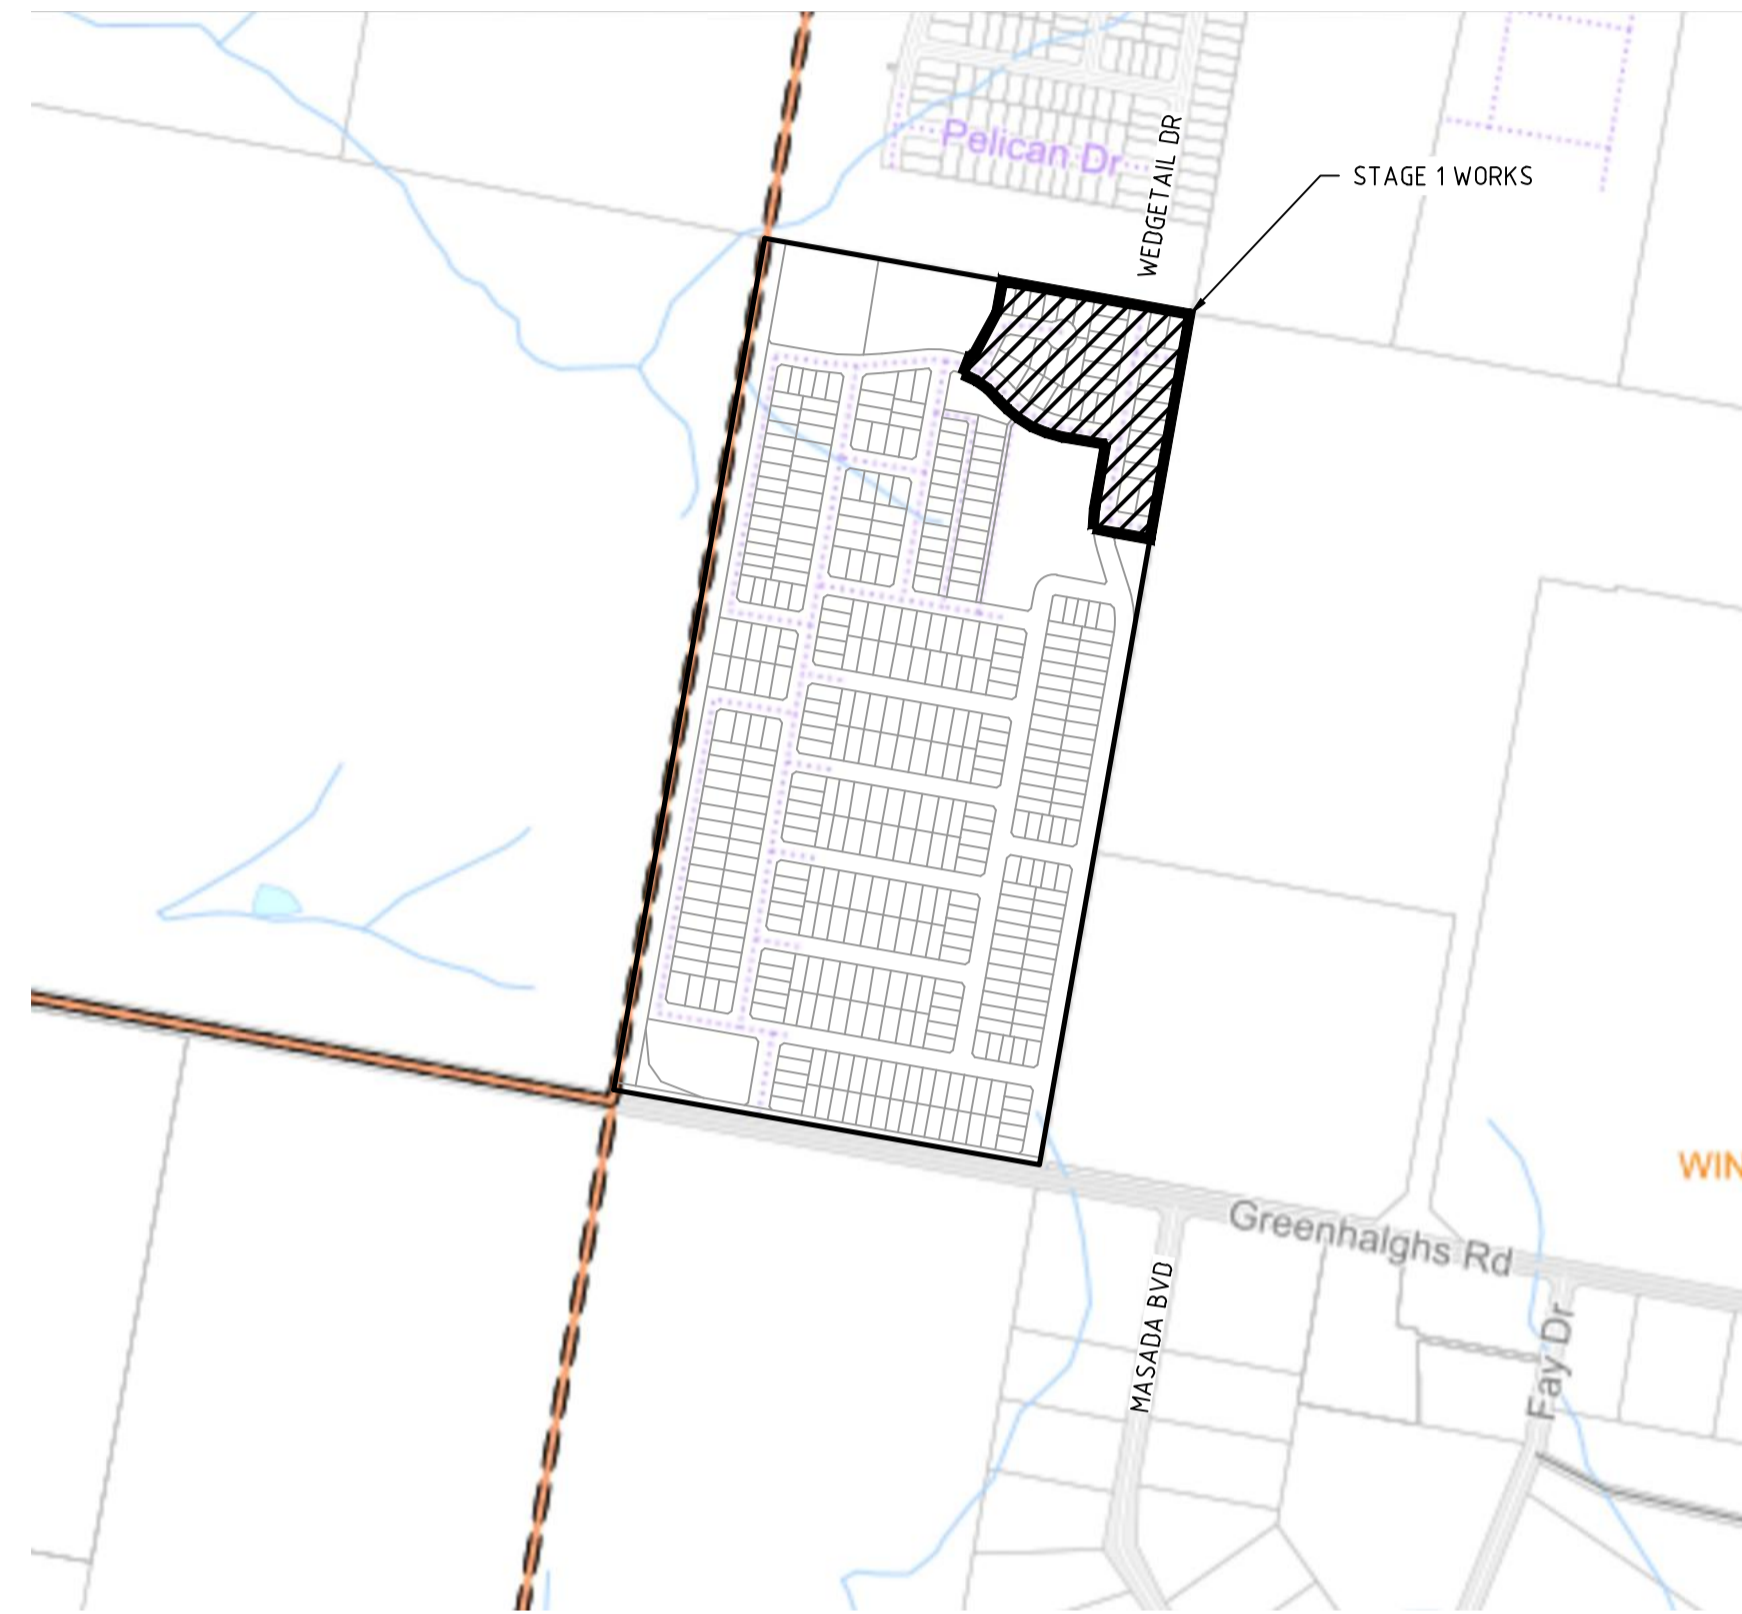 Pelican Dr
WEDGETAIL DR
STAGE 1 WORKS
WIN
Greenhalghs Rd
MASADA BVD
Fay Dr